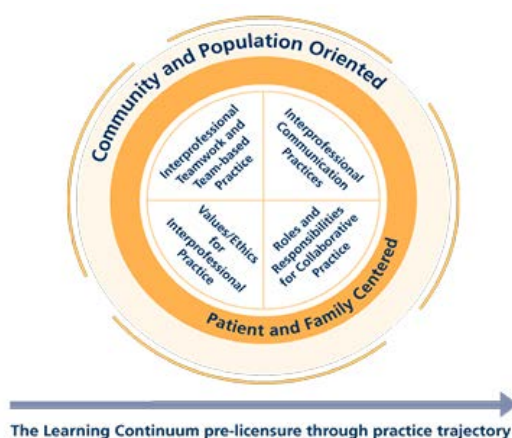 Community and Population Oriented
Interprofessional
Teamwork and
Team-based
Practice
Interprofessional
Communication
Practices
Values/Ethics
for
Interprofessional
Practice
Roles and
Responsibilities
for Collaborative
Practice
Patient and Family Centered
The Learning Continuum pre-licensure through practice trajectory